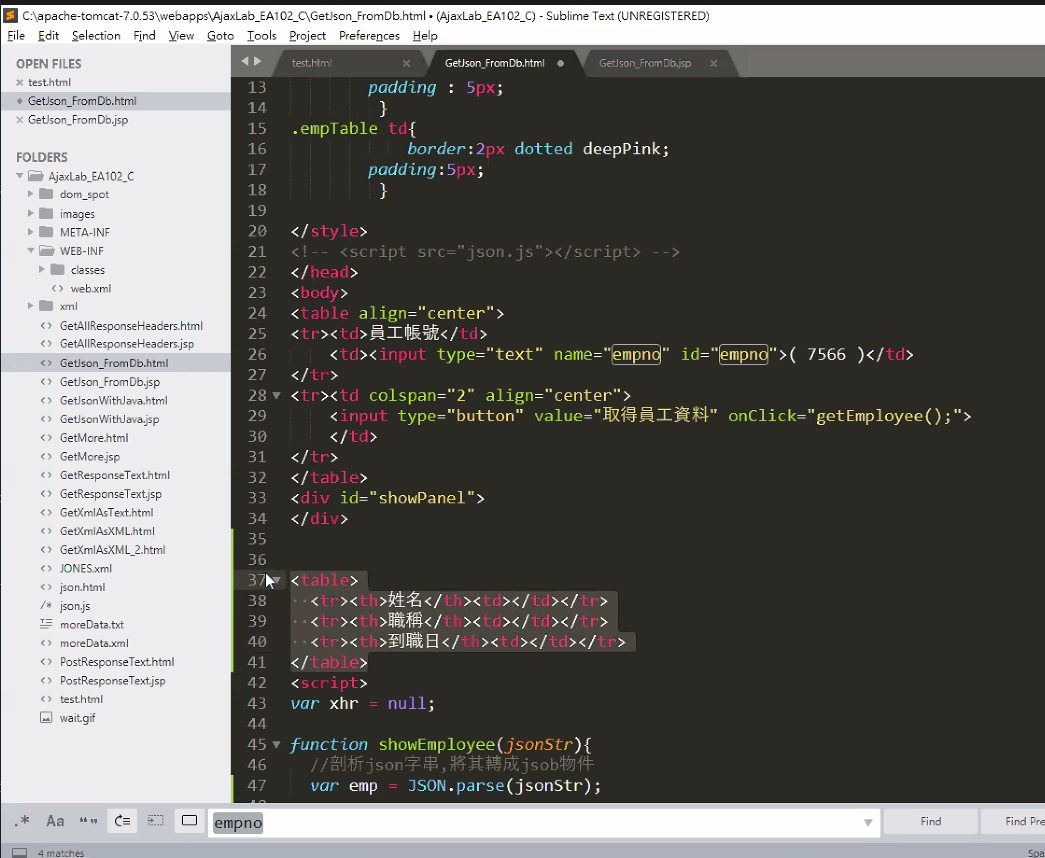 C:\apache-tomcat-7.0.53\webapps\AjaxLab_EA102_C\GetJson_FromDb.html • (AjaxLab_EA102_C) - Sublime Text (UNREGISTERED)
File Edit Selection Find View Goto Tools Project Preferences Help
OPEN FILES
test.html
GetJson_FromDb.html
GetJson_FromDb.jsp
FOLDERS
AjaxLab_EA102_C
dom_spot
images
META-INF
WEB-INF
classes
web.xml
xml
GetAllResponseHeaders.html
GetAllResponseHeaders.jsp
GetJson_FromDb.html
GetJson_FromDb.jsp
GetJsonWithJava.html
GetJsonWithJava.jsp
GetMore.html
GetMore.jsp
GetResponseText.html
GetResponseText.jsp
GetXmlAsText.html
GetXmlAsXML.html
GetXmlAsXML_2.html
JONES.xml
json.html
json.js
moreData.txt
moreData.xml
PostResponseText.html
PostResponseText.jsp
test.html
wait.gif
test.html GetJson_FromDb.html GetJson_FromDb.jsp
13 padding : 5px;
14 }
15 .empTable td{
16 border:2px dotted deepPink;
17 padding:5px;
18 }
19
20 </style>
21 <!-- <script src="json.js"></script> -->
22 </head>
23 <body>
24 <table align="center">
25 <tr><td>員工帳號</td>
26 <td><input type="text" name="empno" id="empno">( 7566 )</td>
27 </tr>
28 <tr><td colspan="2" align="center">
29 <input type="button" value="取得員工資料" onClick="getEmployee();">
30 </td>
31 </tr>
32 </table>
33 <div id="showPanel">
34 </div>
35
36
37 <table>
38 <tr><th>姓名</th><td></td></tr>
39 <tr><th>職稱</th><td></td></tr>
40 <tr><th>到職日</th><td></td></tr>
41 </table>
42 <script>
43 var xhr = null;
44
45 function showEmployee(jsonStr){
46 //剖析json字串,將其轉成jsob物件
47 var emp = JSON.parse(jsonStr);
.* Aa “” empno Find Find Pre
4 matches Spa